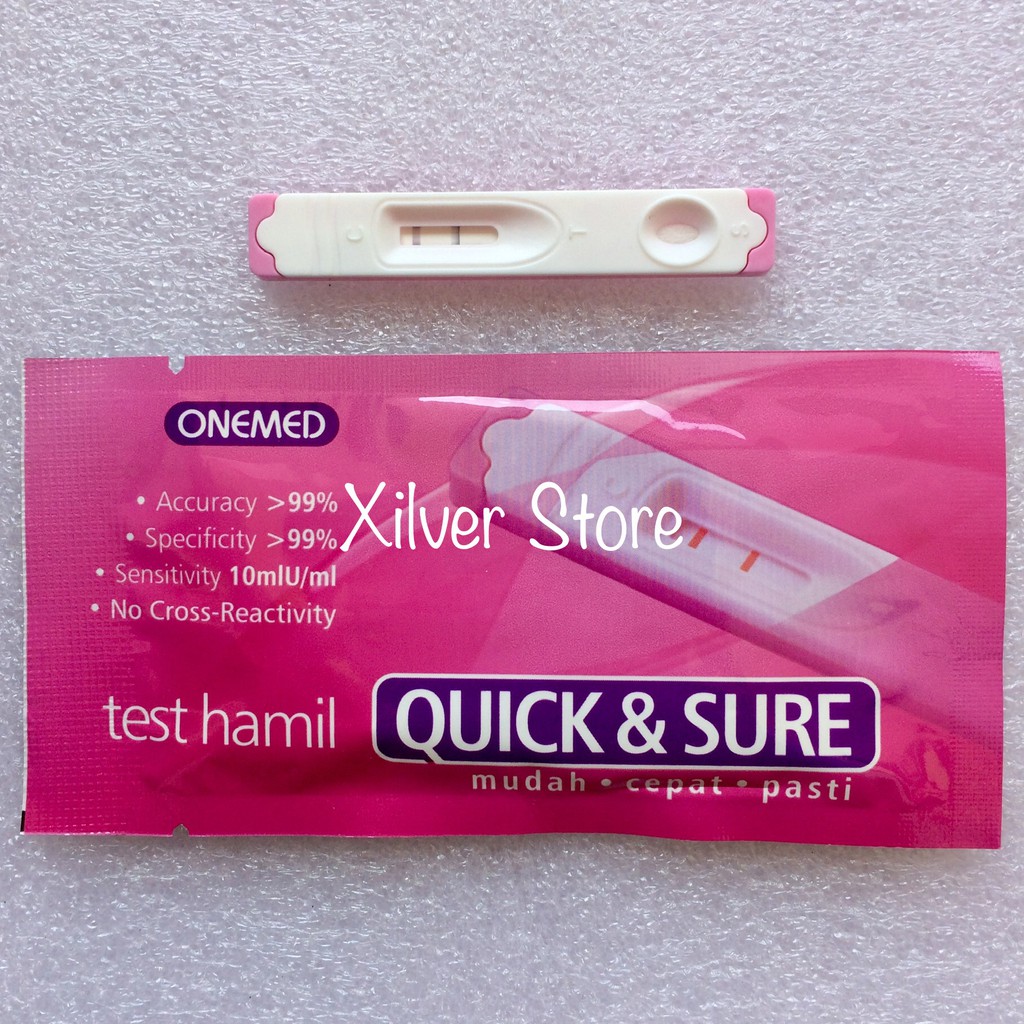 C T S
ONEMED
• Accuracy >99%
• Specificity >99%
• Sensitivity 10mlU/ml
• No Cross-Reactivity
Xilver Store
test hamil
QUICK & SURE
mudah • cepat • pasti